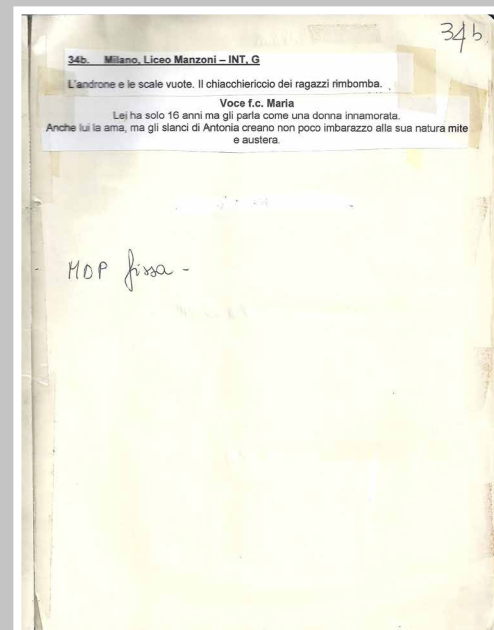 34b
34b. Milano, Liceo Manzoni – INT, G
L'androne e le scale vuote. Il chiacchiericcio dei ragazzi rimbomba.
Voce f.c. Maria
Lei ha solo 16 anni ma gli parla come una donna innamorata.
Anche lui la ama, ma gli slanci di Antonia creano non poco imbarazzo alla sua natura mite
e austera.
MDP fissa -